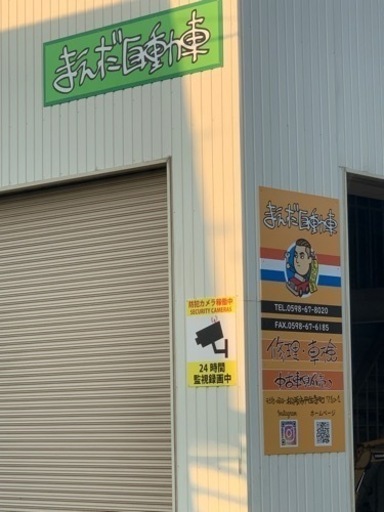 まんだ自動車
まんだ自動車
TEL.0598-67-8020
FAX.0598-67-6185
修理・車検
Instagram ホームページ
防犯カメラ稼働中
SECURITY CAMERAS
24時間
監視録画中